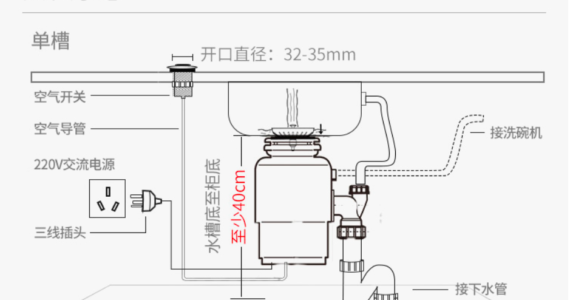 单槽
开口直径：32-35mm
空气开关
空气导管
接洗碗机
220V交流电源
水槽底至柜底
至少40cm
三线插头
接下水管